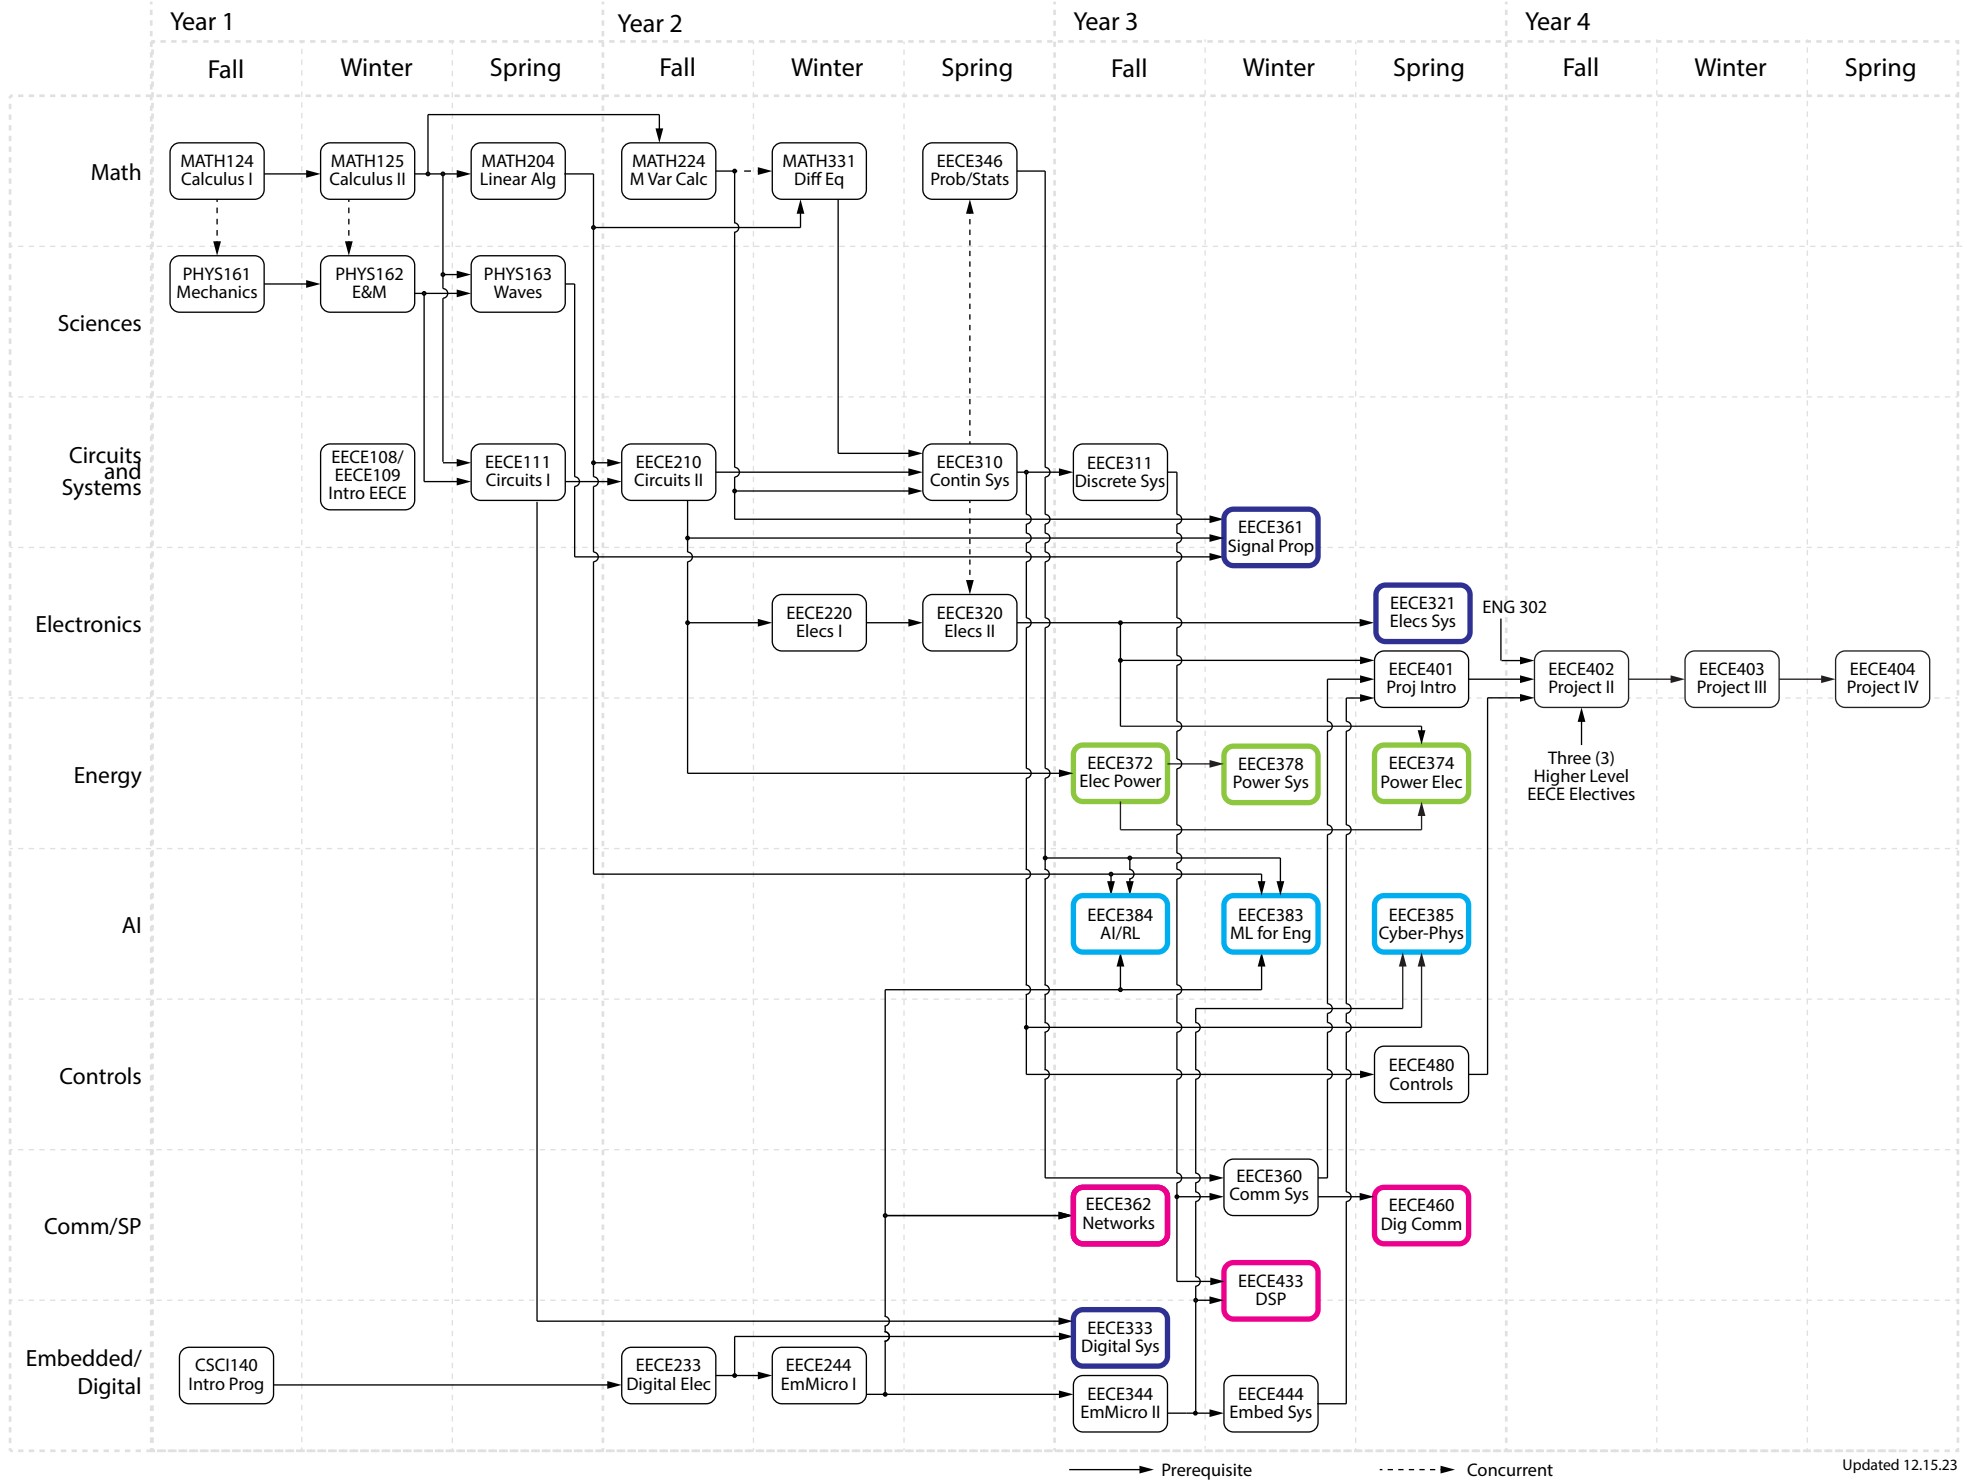 Year 1
Year 2
Year 3
Year 4
Fall
Winter
Spring
Fall
Winter
Spring
Fall
Winter
Spring
Fall
Winter
Spring
Math
MATH124
Calculus I
MATH125
Calculus II
MATH204
Linear Alg
MATH224
M Var Calc
MATH331
Diff Eq
EECE346
Prob/Stats
Sciences
PHYS161
Mechanics
PHYS162
E&M
PHYS163
Waves
Circuits
and
Systems
EECE108/
EECE109
Intro EECE
EECE111
Circuits I
EECE210
Circuits II
EECE310
Contin Sys
EECE311
Discrete Sys
EECE361
Signal Prop
Electronics
EECE220
Elecs I
EECE320
Elecs II
EECE321
Elecs Sys
ENG 302
EECE401
Proj Intro
EECE402
Project II
EECE403
Project III
EECE404
Project IV
Energy
EECE372
Elec Power
EECE378
Power Sys
EECE374
Power Elec
Three (3)
Higher Level
EECE Electives
AI
EECE384
AI/RL
EECE383
ML for Eng
EECE385
Cyber-Phys
Controls
EECE480
Controls
Comm/SP
EECE362
Networks
EECE360
Comm Sys
EECE460
Dig Comm
EECE433
DSP
Embedded/
Digital
CSCI140
Intro Prog
EECE233
Digital Elec
EECE244
EmMicro I
EECE333
Digital Sys
EECE344
EmMicro II
EECE444
Embed Sys
Prerequisite
Concurrent
Updated 12.15.23